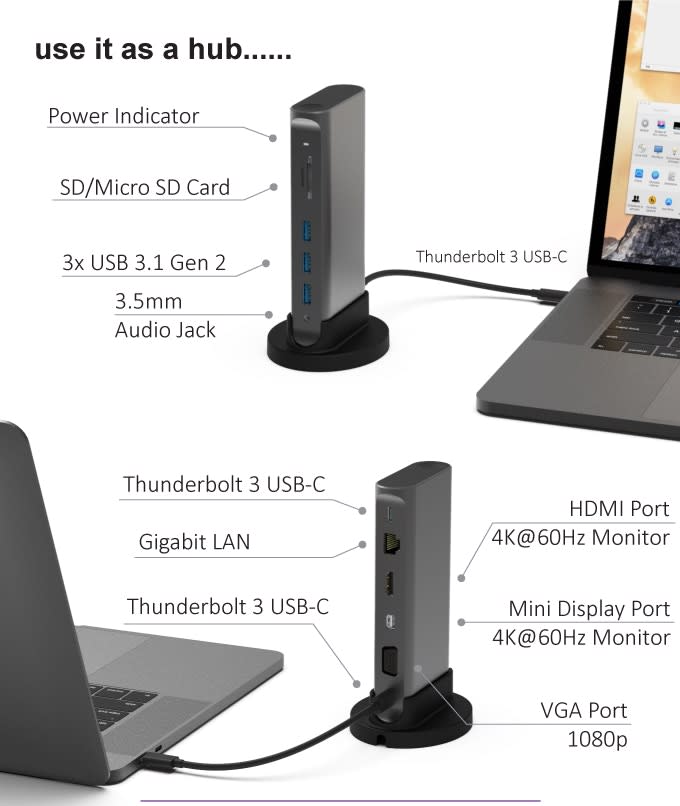 use it as a hub......
Power Indicator
SD/Micro SD Card
3x USB 3.1 Gen 2
Thunderbolt 3 USB-C
3.5mm
Audio Jack
Thunderbolt 3 USB-C
HDMI Port
4K@60Hz Monitor
Gigabit LAN
Thunderbolt 3 USB-C
Mini Display Port
4K@60Hz Monitor
VGA Port
1080p